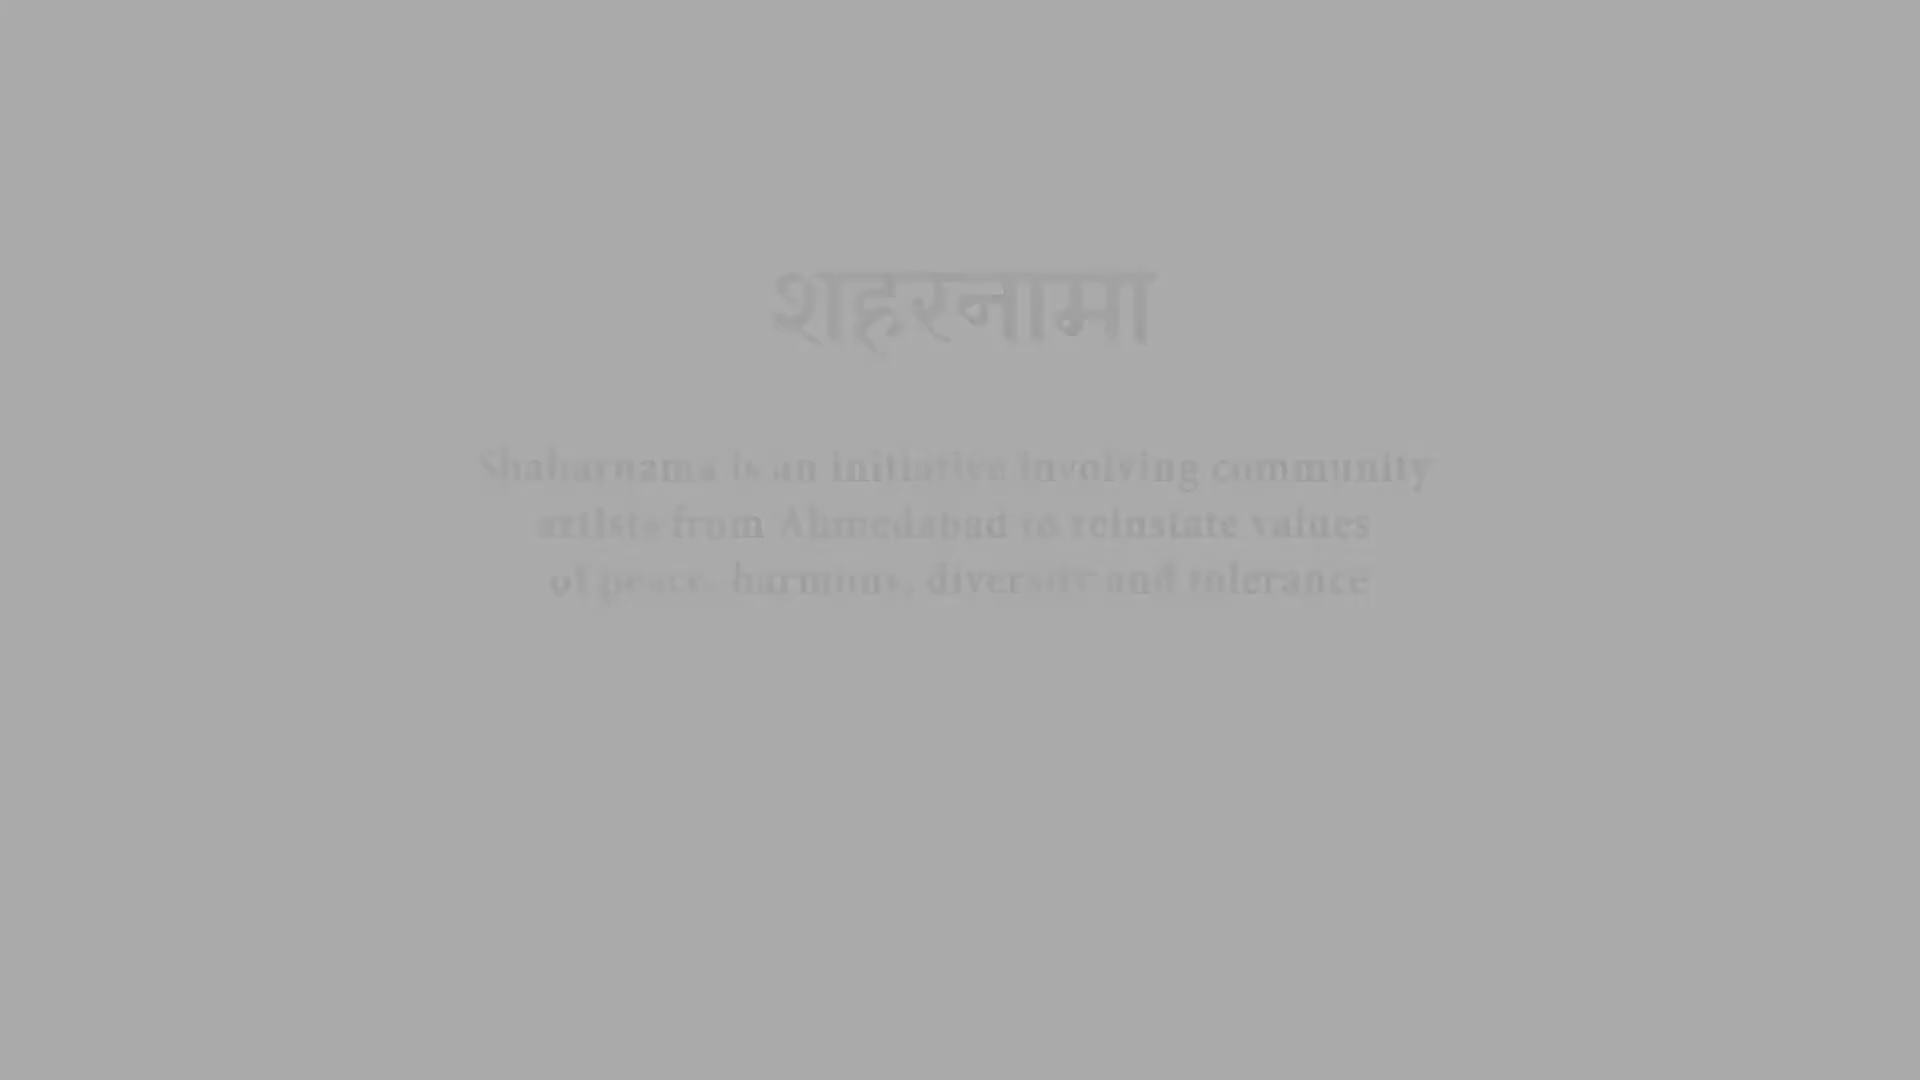 शहरनामा
Shaharnama is an initiative involving community
artists from Ahmedabad to reinstate values
of peace, harmony, diversity and tolerance